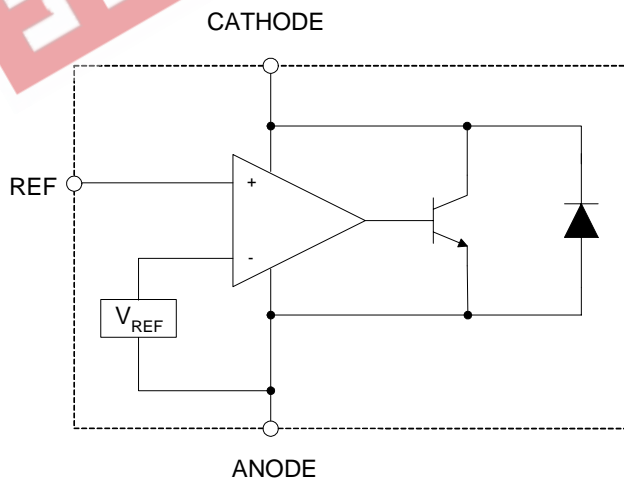 CATHODE
REF
+
-
VREF
ANODE